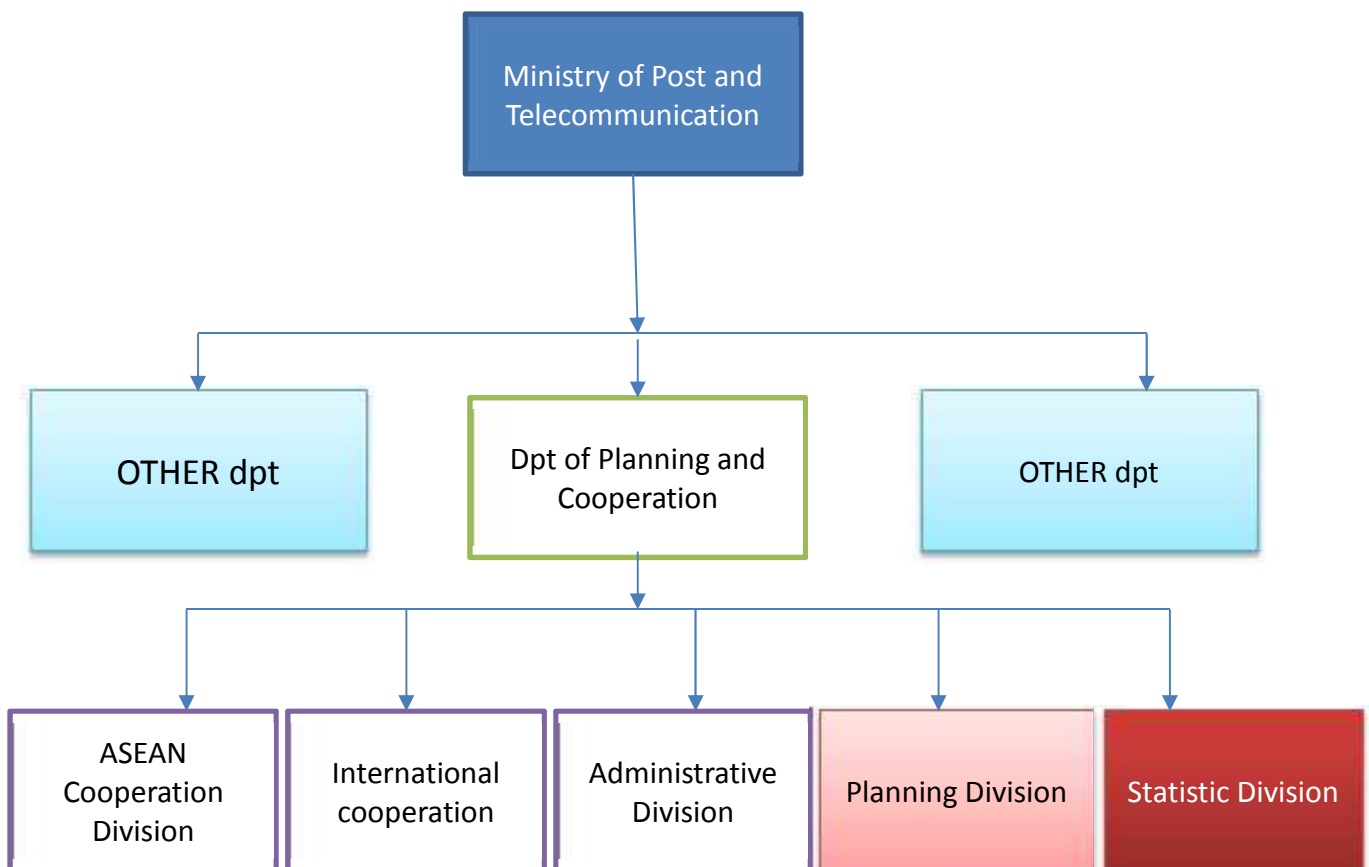 Ministry of Post and
Telecommunication
OTHER dpt
Dpt of Planning and
Cooperation
OTHER dpt
ASEAN
Cooperation
Division
International
cooperation
Administrative
Division
Planning Division
Statistic Division